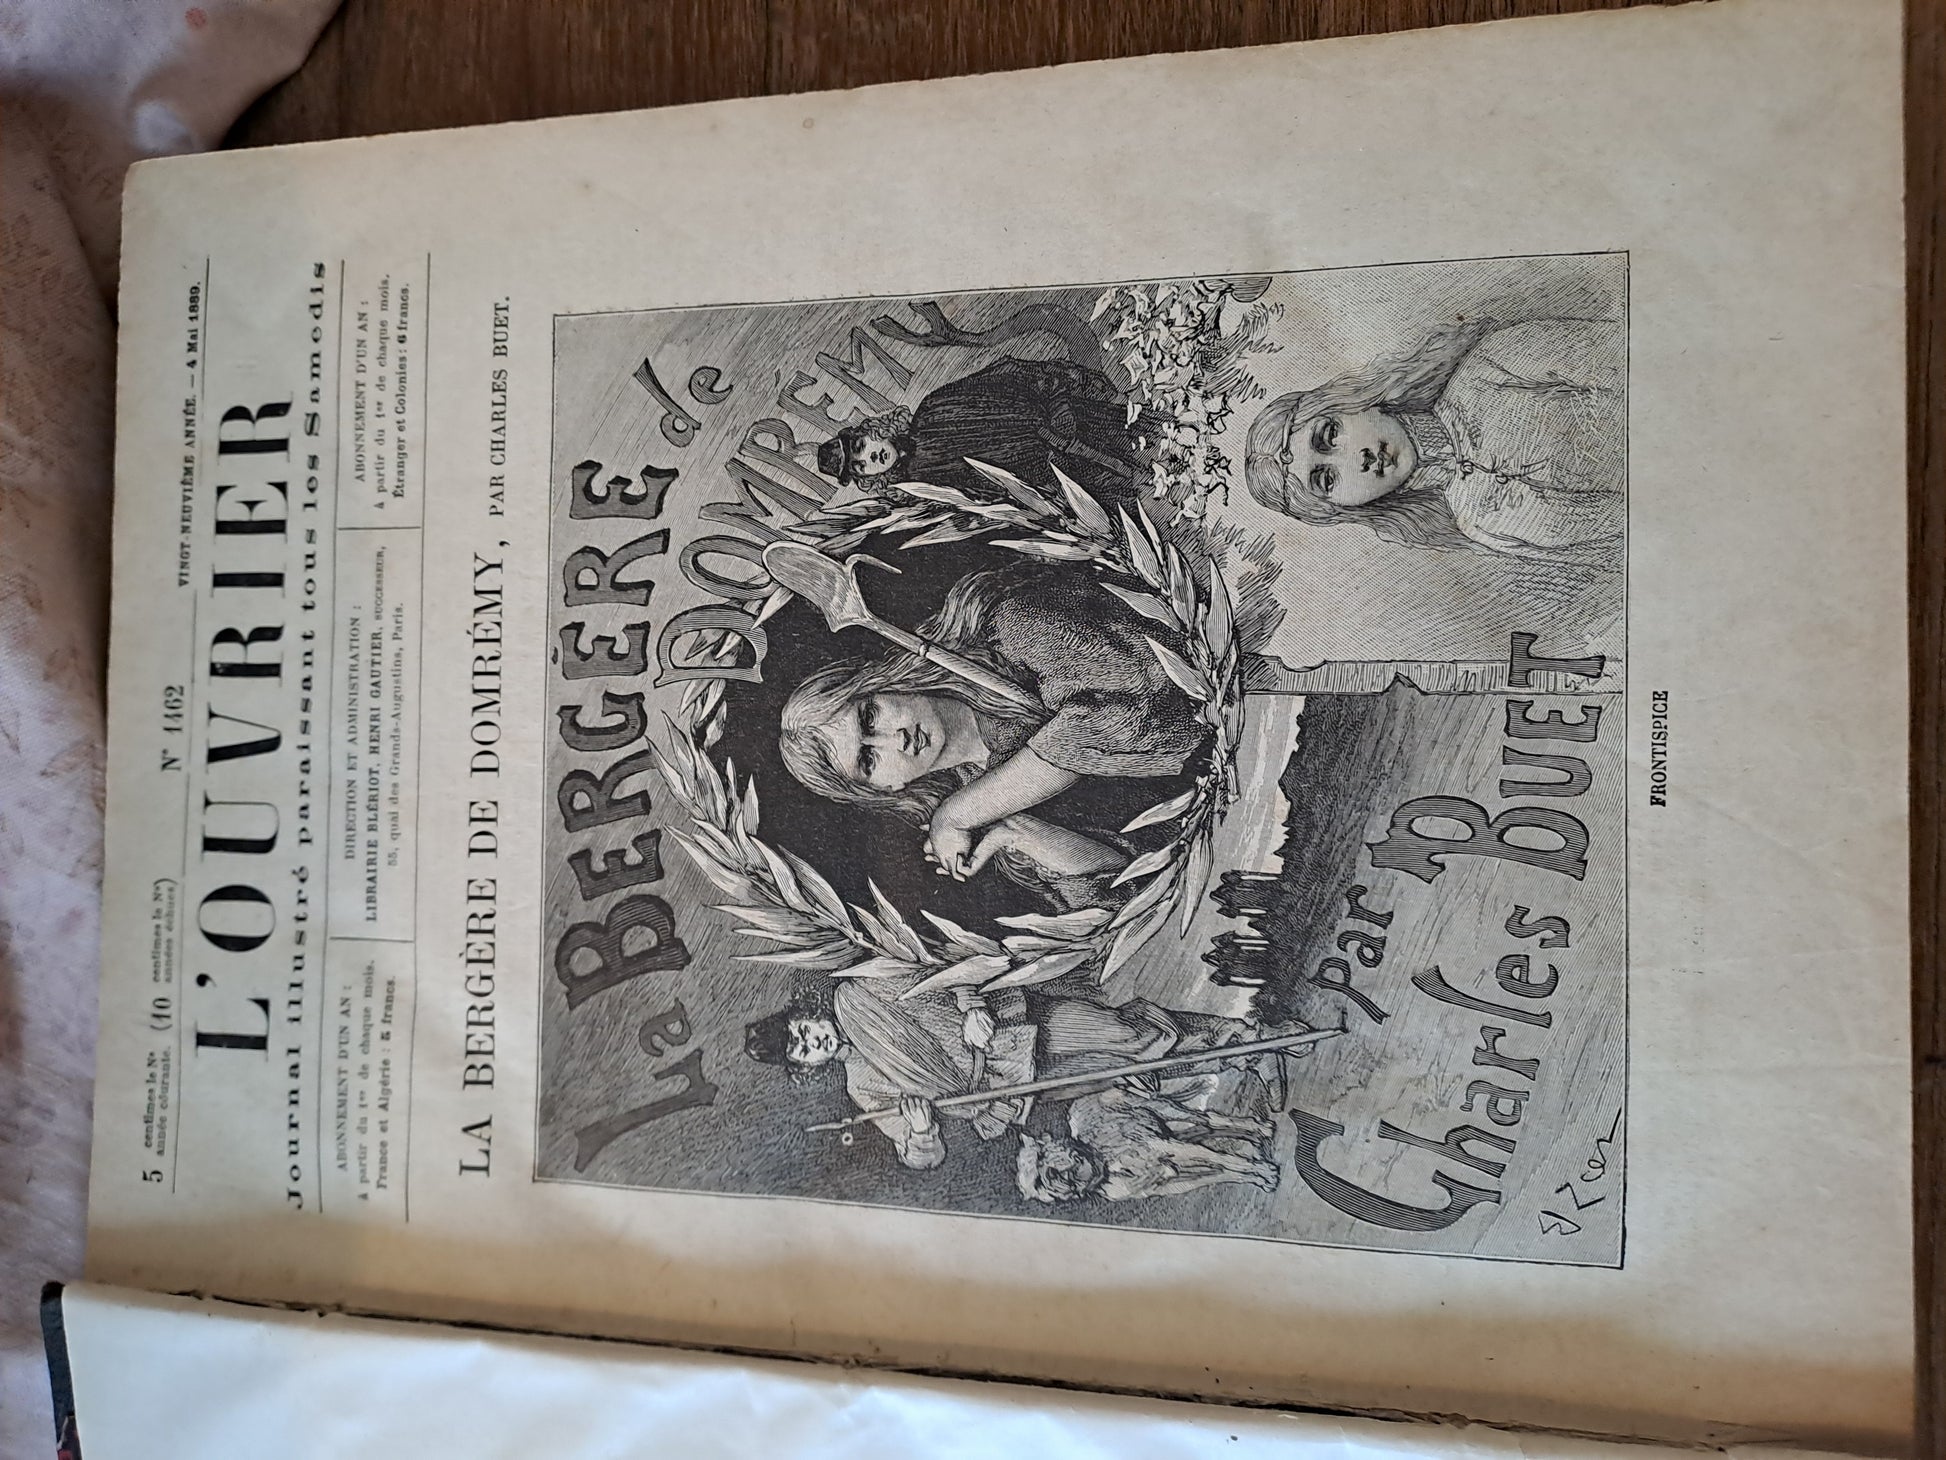 5 centimes le No
année courante.
(10 centimes le No)
années échues)
No 1462
VINGT-NEUVIÈME ANNÉE. — 4 Mai 1889.
L'OUVRIER
Journal illustré paraissant tous les Samedis
ABONNEMENT D'UN AN :
A partir du 1er de chaque mois.
France et Algérie : 5 francs.
DIRECTION ET ADMINISTRATION :
LIBRAIRIE BLÉRIOT, HENRI GAUTIER, SUCCESSEUR,
55, quai des Grands-Augustins, Paris.
ABONNEMENT D'UN AN :
A partir du 1er de chaque mois.
Étranger et Colonies : 6 francs.
LA BERGÈRE DE DOMRÉMY, PAR CHARLES BUET.
La BERGÈRE de
DOMRÉMY
Par
Charles BUET
FRONTISPICE